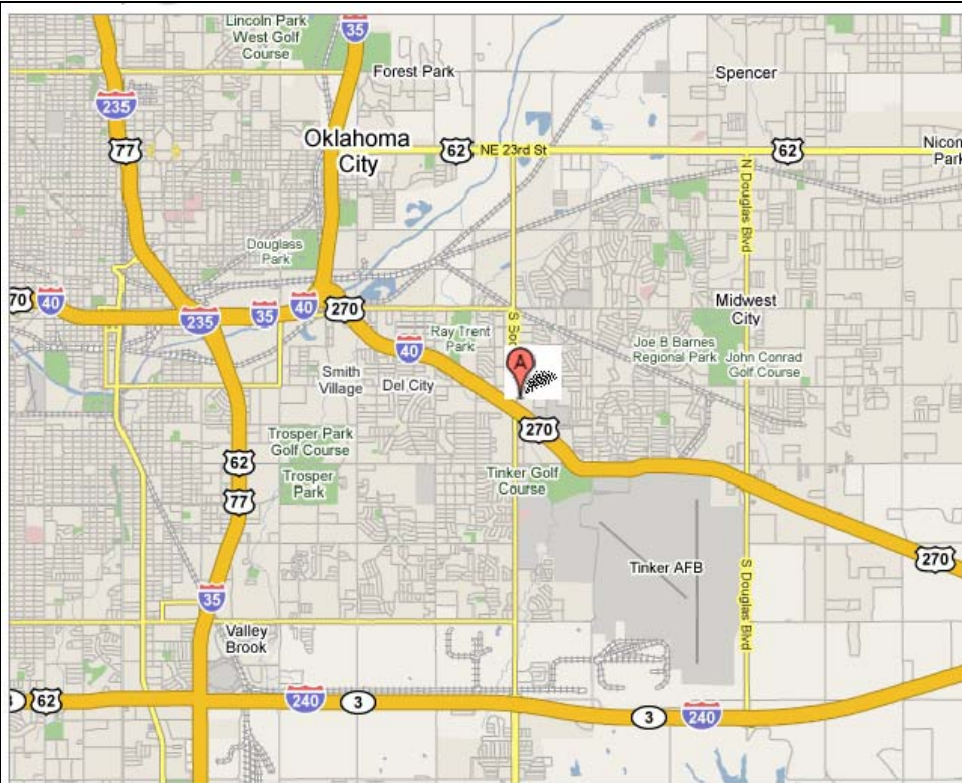 Lincoln Park
West Golf
Course
35
Forest Park
Spencer
235
77
Oklahoma
City
62
NE 23rd St
62
Nicom
Park
N Douglas Blvd
Douglass
Park
70
40
235
35
40
270
Midwest
City
S Soo
40
Ray Trent
Park
Joe B Barnes
Regional Park
John Conrad
Golf Course
A
Smith
Village
Del City
270
Trosper Park
Golf Course
62
Trosper
Park
77
Tinker Golf
Course
Tinker AFB
270
S Douglas Blvd
35
Valley
Brook
62
240
3
3
240